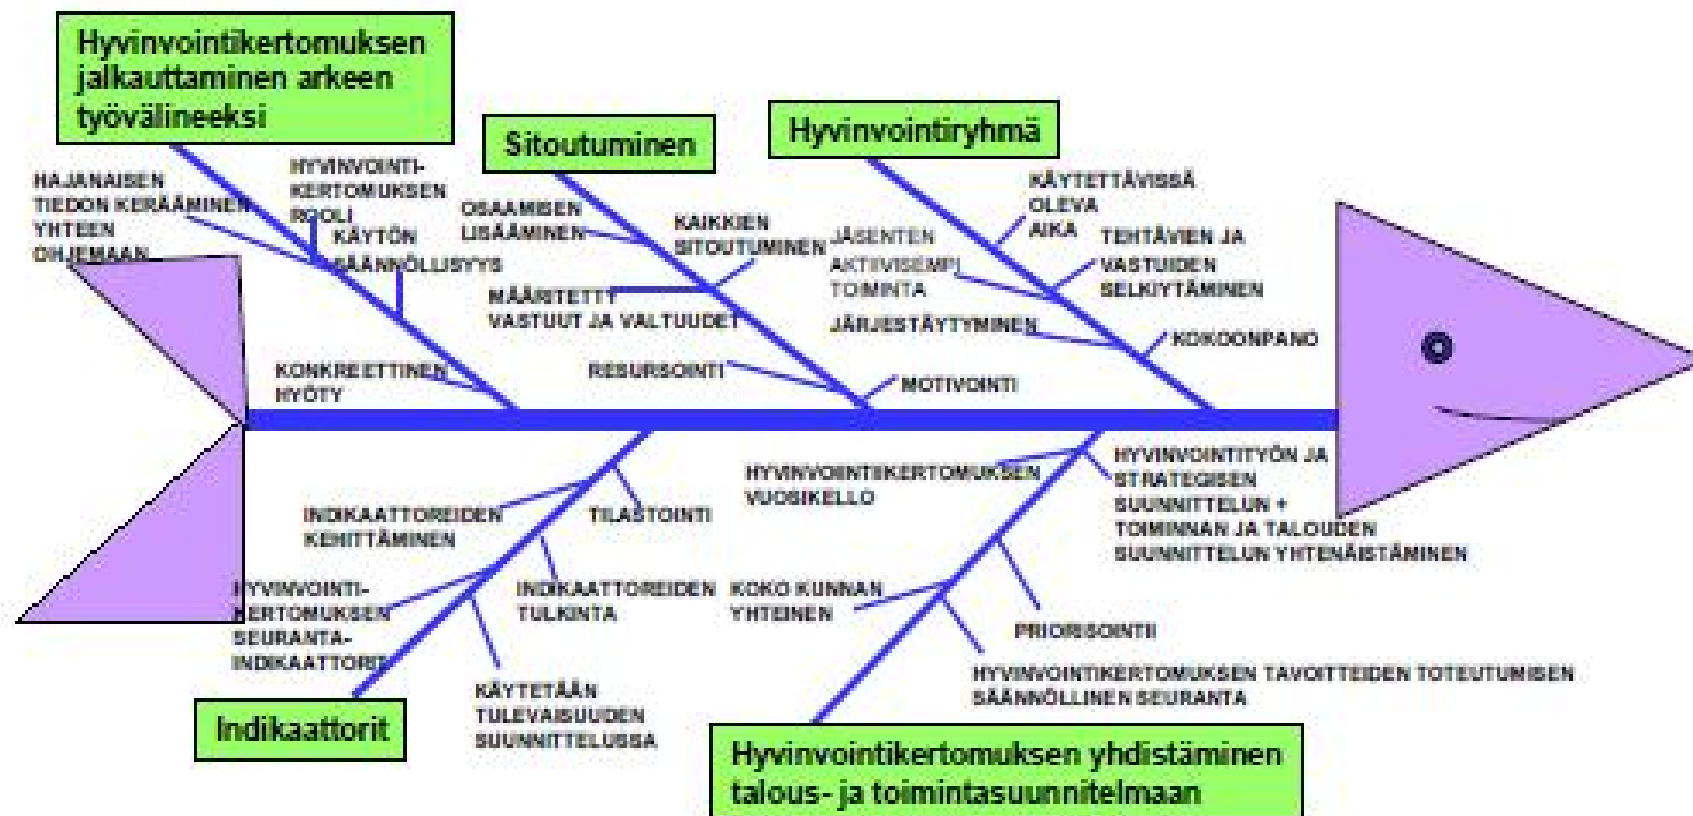 Hyvinvointikertomuksen
jalkauttaminen arkeen
työvälineeksi
Sitoutuminen
Hyvinvointiryhmä
HAJANAISEN
TIEDON KERÄÄMINEN
YHTEEN
OHJEMAAN
HYVINVOINTI-
KERTOMUKSEN
ROOLI
KÄYTÖN
SÄÄNNÖLLISYYS
KONKREETTINEN
HYÖTY
OSAAMISEN
LISÄÄMINEN
KAIKKIEN
SITOUTUMINEN
MÄÄRITETTY
VASTUUT JA VALTUUDET
RESURSOINTI
MOTIVOINTI
KÄYTETTÄVISSÄ
OLEVA
AIKA
JÄSENTEN
AKTIIVISEMPI
TOIMINTA
TEHTÄVIEN JA
VASTUIDEN
SELKIYTÄMINEN
JÄRJESTÄYTYMINEN
KOKOONPANO
INDIKAATTOREIDEN
KEHITTÄMINEN
TILASTOINTI
HYVINVOINTI-
KERTOMUKSEN
SEURANTA-
INDIKAATTORIT
INDIKAATTOREIDEN
TULKINTA
KÄYTETÄÄN
TULEVAISUUDEN
SUUNNITTELUSSA
Indikaattorit
HYVINVOINTIIKERTOMUKSEN
VUOSIKELLO
HYVINVOINTITYÖN JA
STRATEGISEN
SUUNNITTELUN +
TOIMINNAN JA TALOUDEN
SUUNNITTELUN YHTENÄISTÄMINEN
KOKO KUNNAN
YHTEINEN
PRIORISOINTII
HYVINVOINTIKERTOMUKSEN TAVOITTEIDEN TOTEUTUMISEN
SÄÄNNÖLLINEN SEURANTA
Hyvinvointikertomuksen yhdistäminen
talous- ja toimintasuunnitelmaan